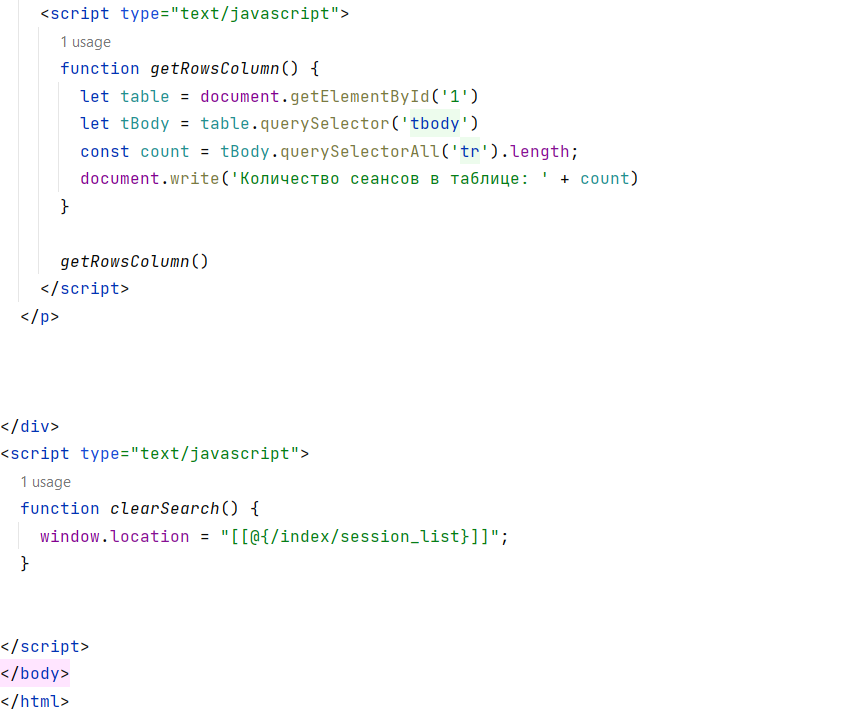 <script type="text/javascript">
1 usage
function getRowsColumn() {
let table = document.getElementById('1')
let tBody = table.querySelector('tbody')
const count = tBody.querySelectorAll('tr').length;
document.write('Количество сеансов в таблице: ' + count)
}
getRowsColumn()
</script>
</p>
</div>
<script type="text/javascript">
1 usage
function clearSearch() {
window.location = "[[@{/index/session_list}]]";
}
</script>
</body>
</html>